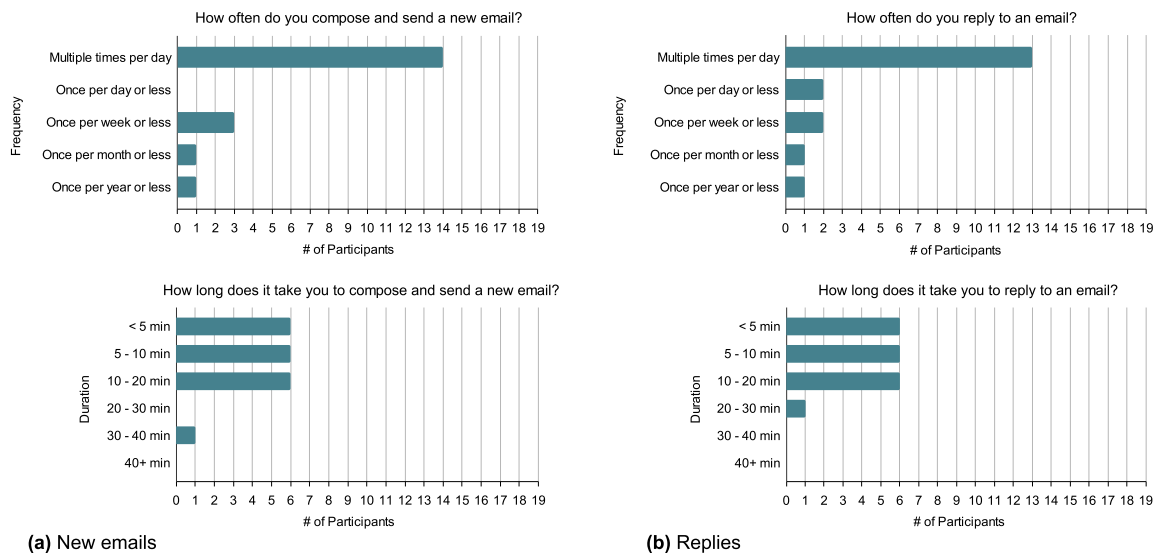 How often do you compose and send a new email?
Frequency
Multiple times per day
Once per day or less
Once per week or less
Once per month or less
Once per year or less
0 1 2 3 4 5 6 7 8 9 10 11 12 13 14 15 16 17 18 19
# of Participants
How often do you reply to an email?
Frequency
Multiple times per day
Once per day or less
Once per week or less
Once per month or less
Once per year or less
0 1 2 3 4 5 6 7 8 9 10 11 12 13 14 15 16 17 18 19
# of Participants
How long does it take you to compose and send a new email?
Duration
< 5 min
5 - 10 min
10 - 20 min
20 - 30 min
30 - 40 min
40+ min
0 1 2 3 4 5 6 7 8 9 10 11 12 13 14 15 16 17 18 19
# of Participants
How long does it take you to reply to an email?
Duration
< 5 min
5 - 10 min
10 - 20 min
20 - 30 min
30 - 40 min
40+ min
0 1 2 3 4 5 6 7 8 9 10 11 12 13 14 15 16 17 18 19
# of Participants
(a) New emails
(b) Replies